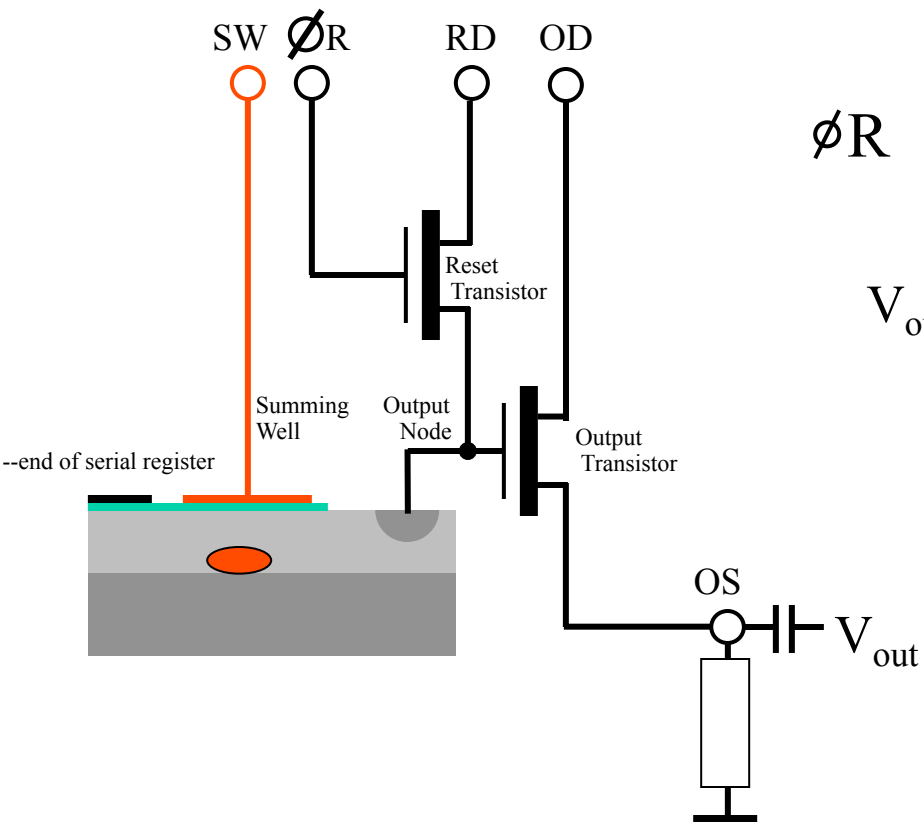 SW ØR RD OD
ØR
Reset
Transistor
V
Summing
Well
Output
Node
Output
Transistor
--end of serial register
OS
Vout